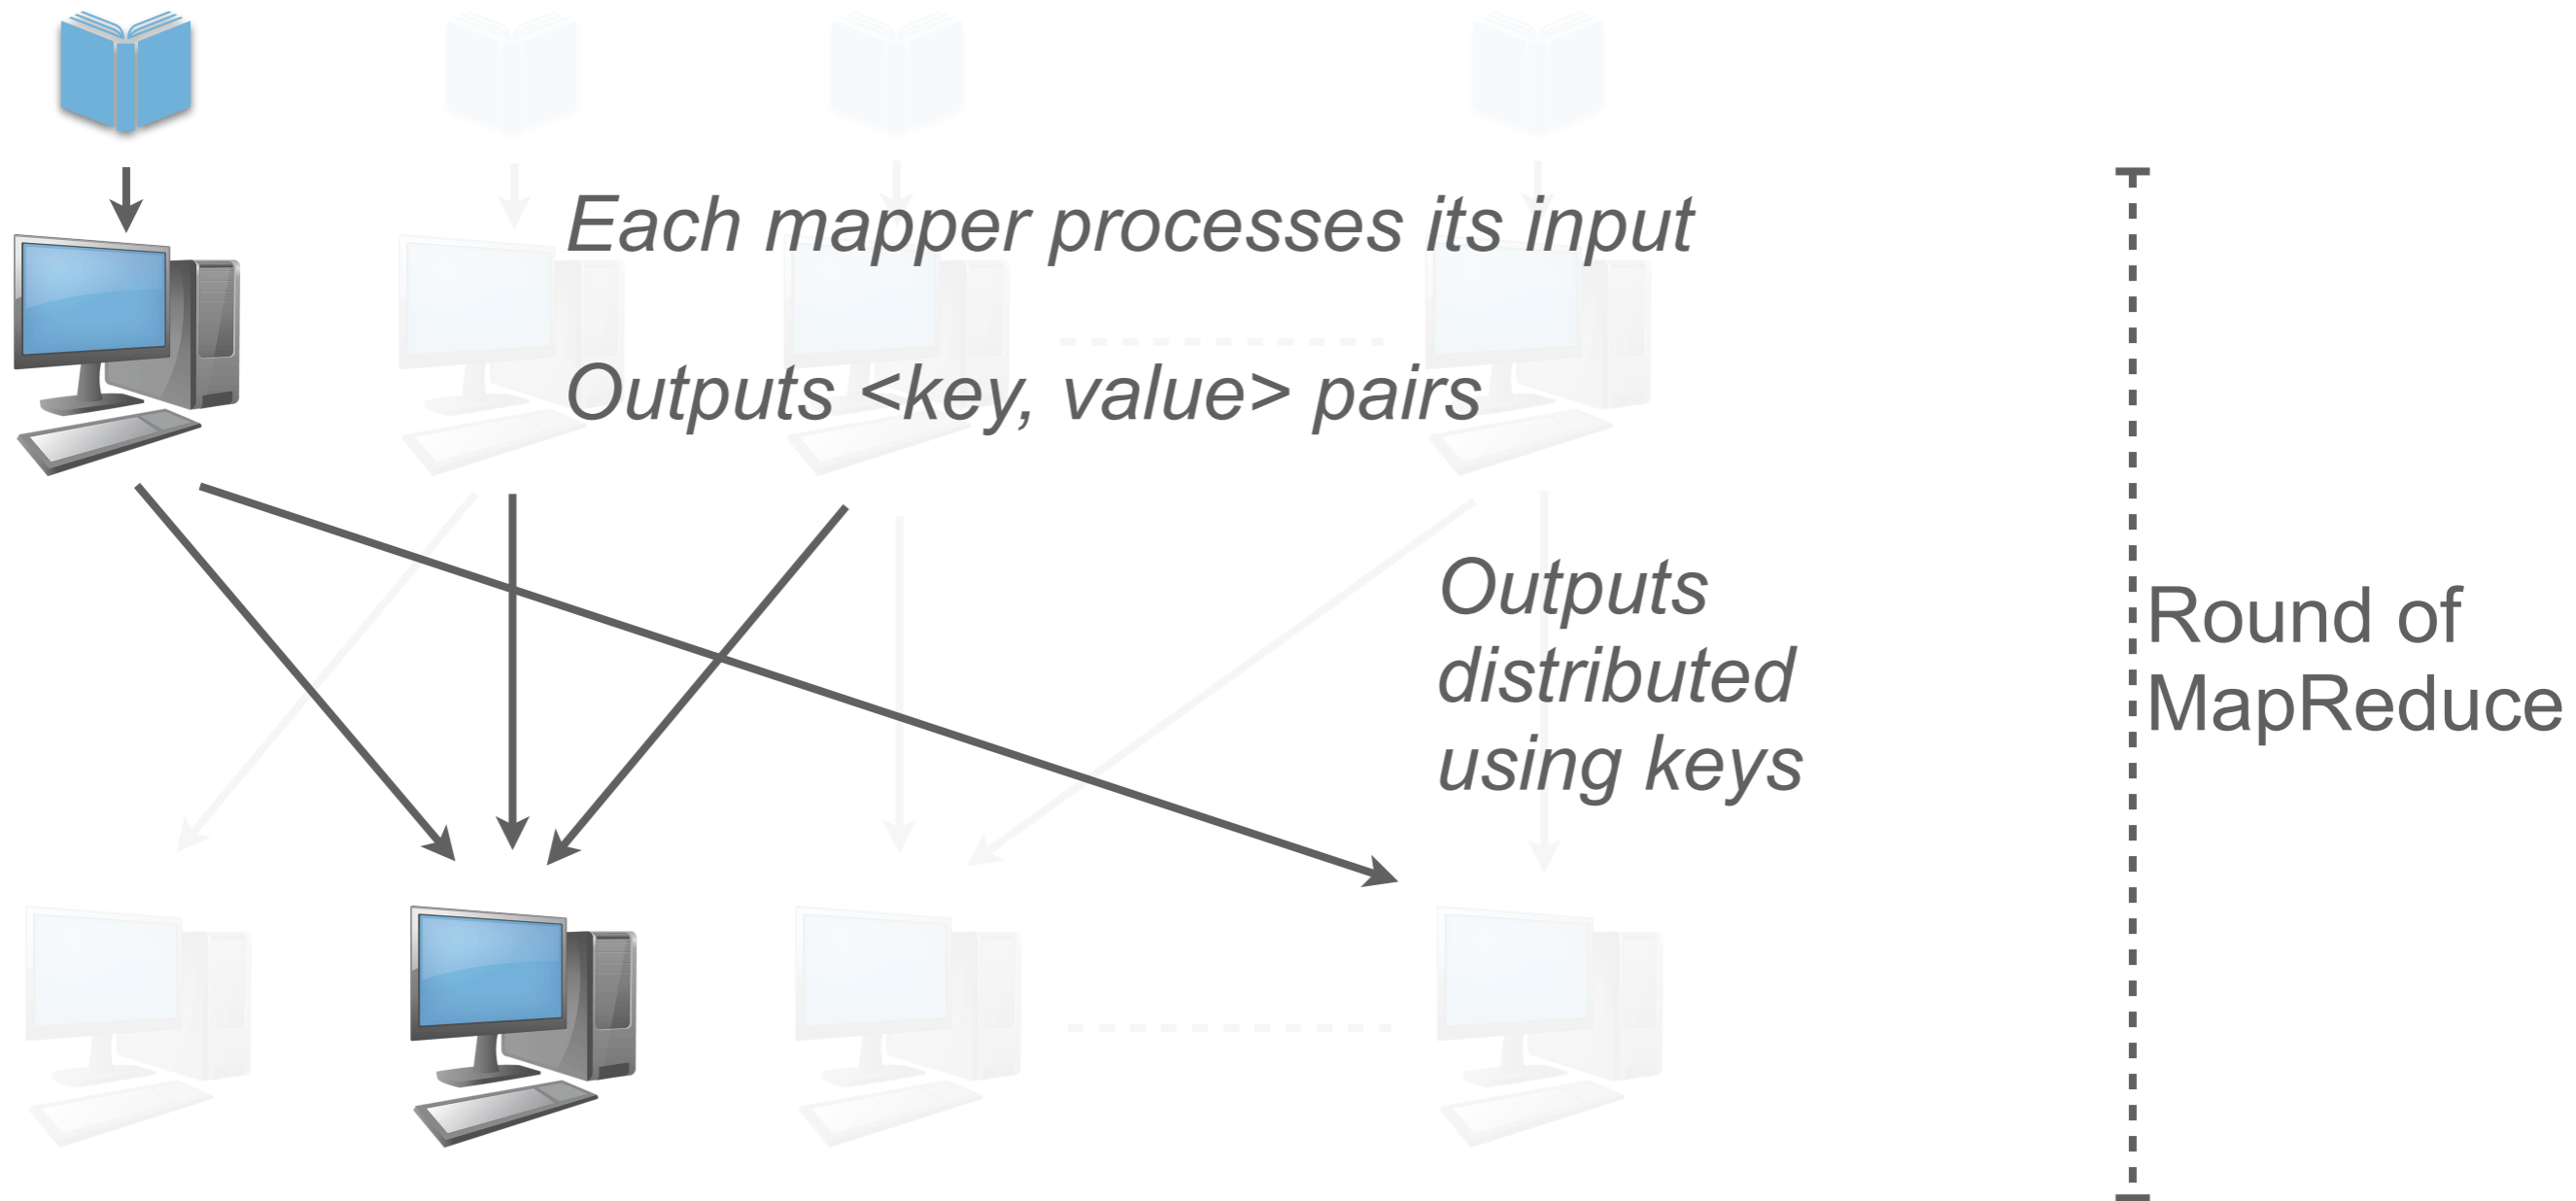 Each mapper processes its input
Outputs <key, value> pairs
Outputs
distributed
using keys
Round of
MapReduce